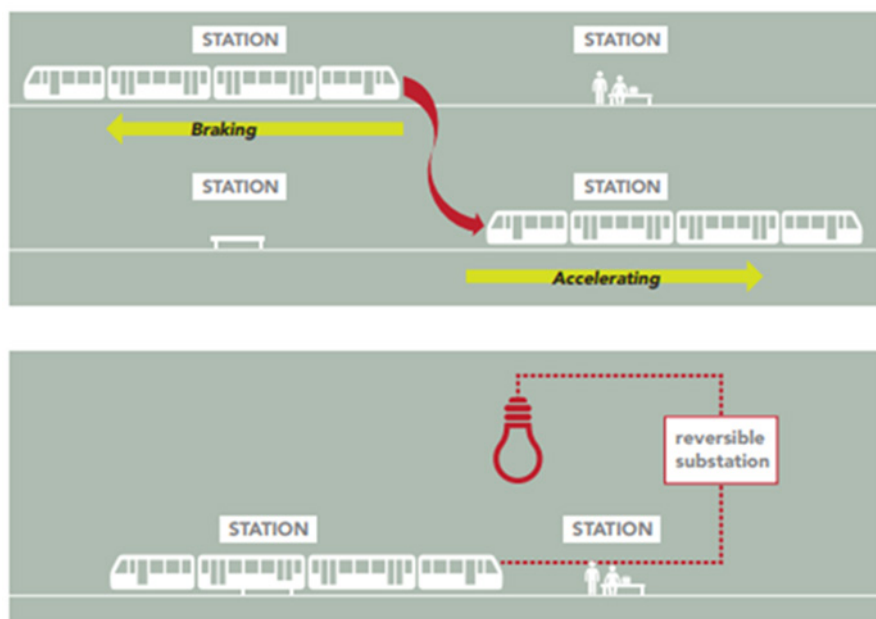 STATION
STATION
Braking
STATION
STATION
Accelerating
reversible
substation
STATION
STATION